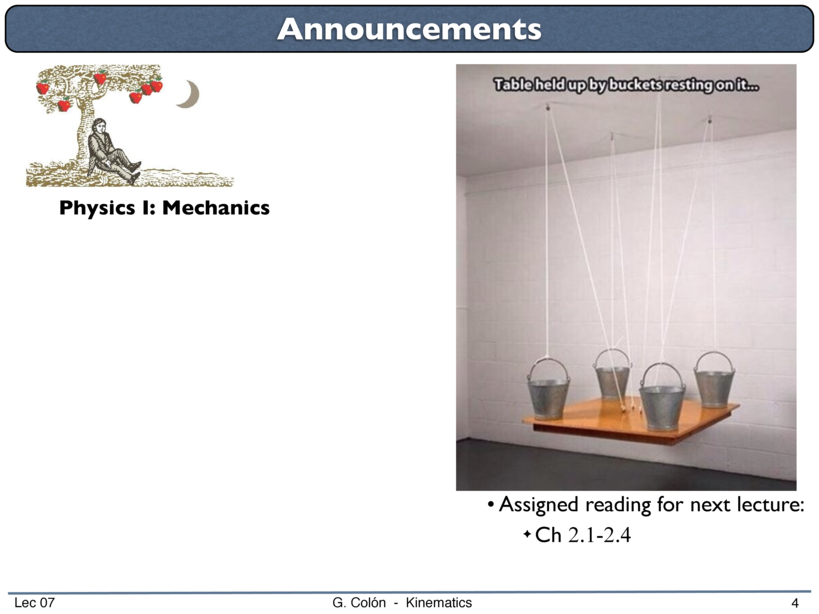 Announcements
Physics I: Mechanics
Table held up by buckets resting on it...
• Assigned reading for next lecture:
✦ Ch 2.1-2.4
Lec 07
G. Colón - Kinematics
4